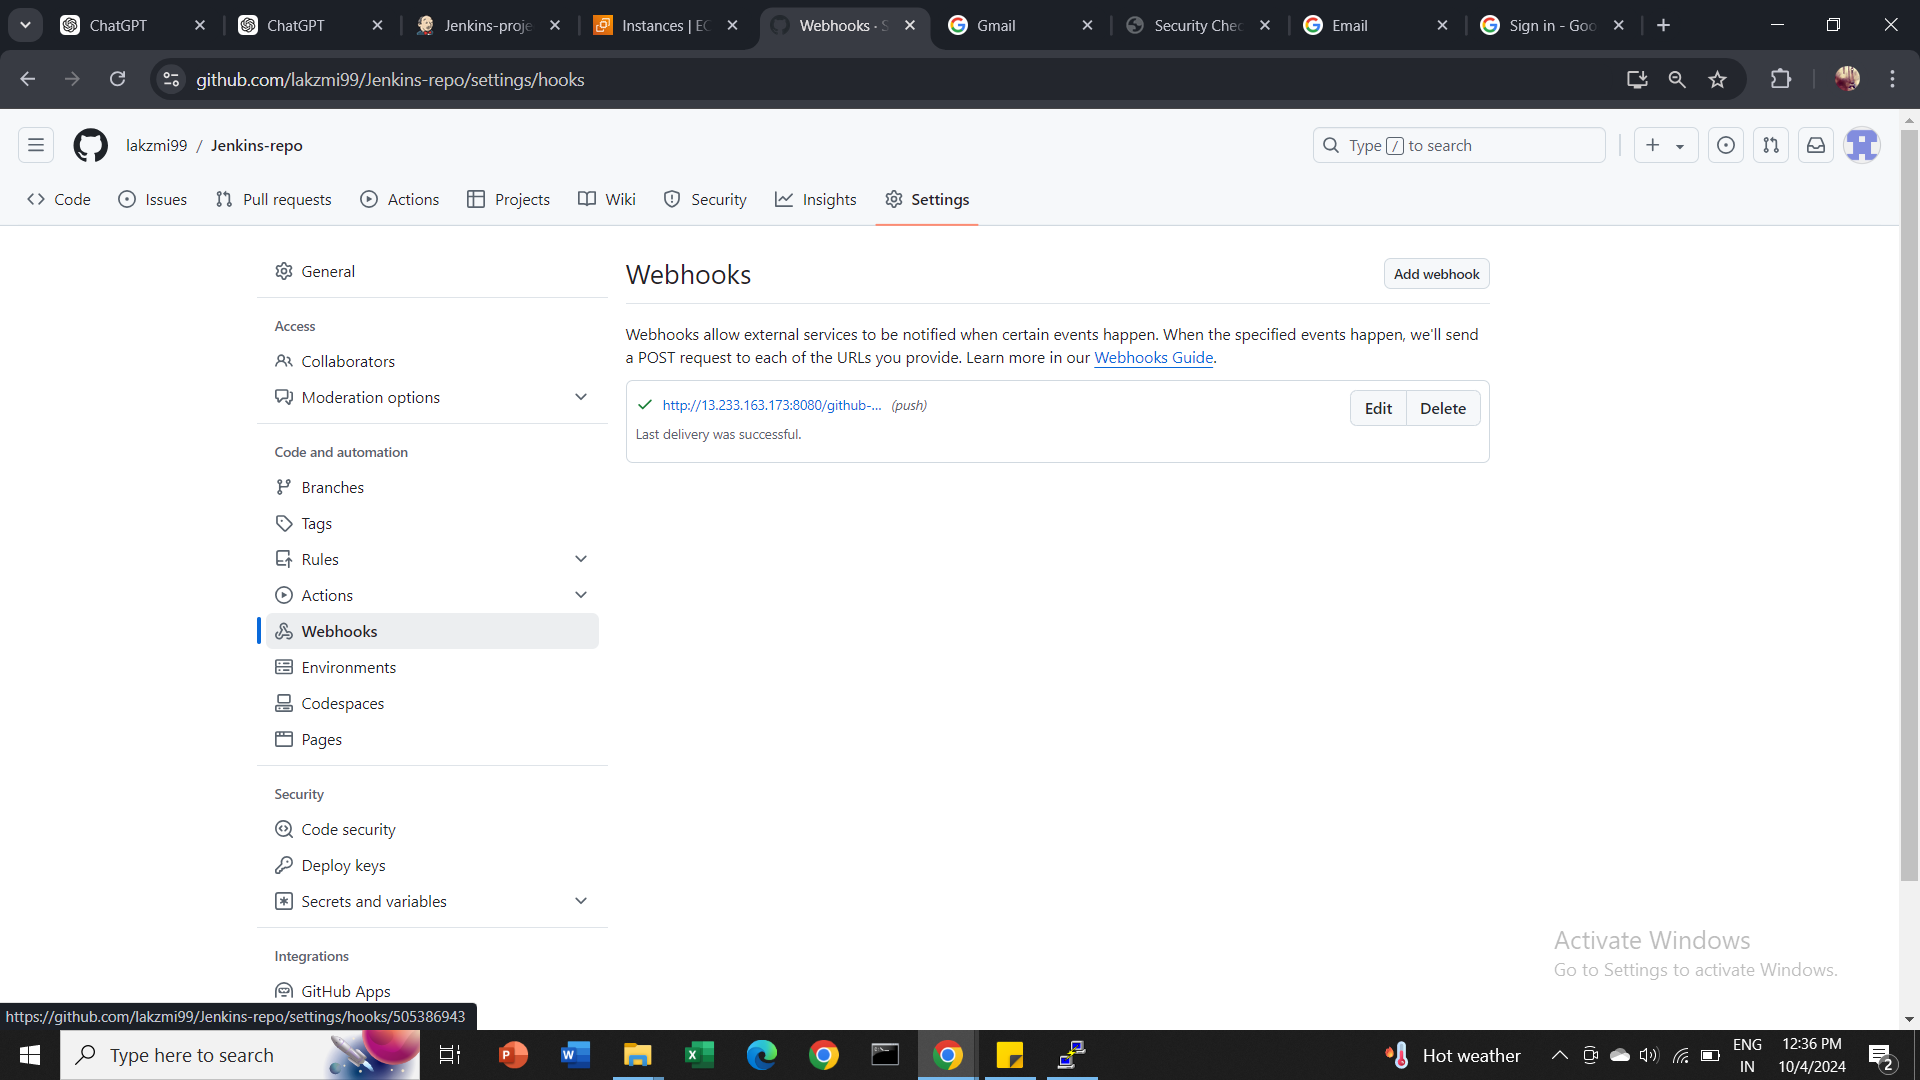 ChatGPT
ChatGPT
Jenkins-proje
Instances | EC
Webhooks · S
Gmail
Security Chec
Email
Sign in - Goo
github.com/lakzmi99/Jenkins-repo/settings/hooks
lakzmi99 / Jenkins-repo
Type / to search
Code
Issues
Pull requests
Actions
Projects
Wiki
Security
Insights
Settings
General
Access
Collaborators
Moderation options
Code and automation
Branches
Tags
Rules
Actions
Webhooks
Environments
Codespaces
Pages
Security
Code security
Deploy keys
Secrets and variables
Integrations
GitHub Apps
Webhooks
Add webhook
Webhooks allow external services to be notified when certain events happen. When the specified events happen, we'll send
a POST request to each of the URLs you provide. Learn more in our Webhooks Guide.
http://13.233.163.173:8080/github-... (push)
Edit
Delete
Last delivery was successful.
Activate Windows
Go to Settings to activate Windows.
https://github.com/lakzmi99/Jenkins-repo/settings/hooks/505386943
Type here to search
Hot weather
ENG
IN
12:36 PM
10/4/2024
2